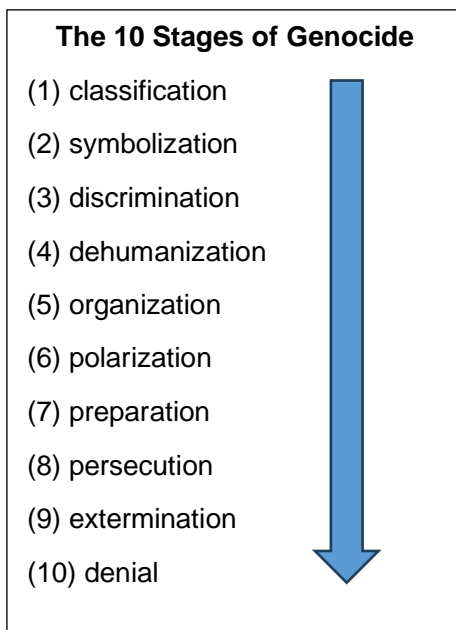 The 10 Stages of Genocide
(1) classification
(2) symbolization
(3) discrimination
(4) dehumanization
(5) organization
(6) polarization
(7) preparation
(8) persecution
(9) extermination
(10) denial